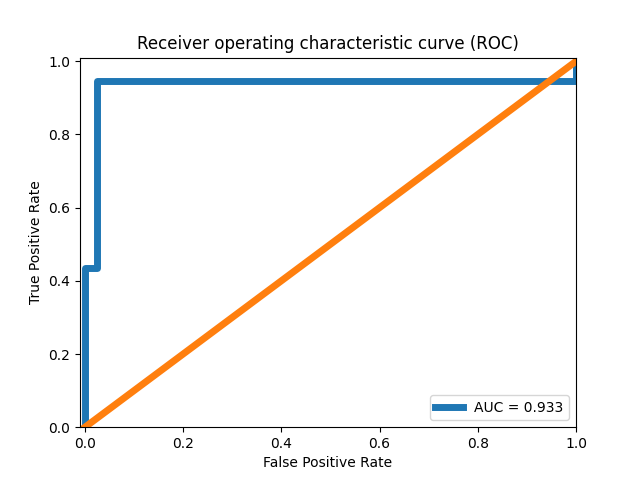 Receiver operating characteristic curve (ROC)
1.0
0.8
0.6
0.4
0.2
0.0
True Positive Rate
AUC = 0.933
0.0 0.2 0.4 0.6 0.8 1.0
False Positive Rate